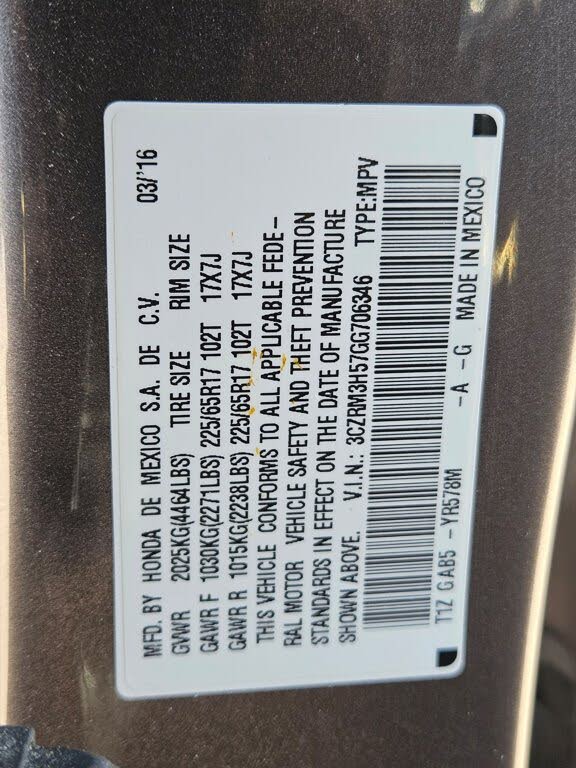 MFD. BY HONDA DE MEXICO S.A. DE C.V. 03/'16
GVWR 2025KG(4464LBS) TIRE SIZE RIM SIZE
GAWR F 1030KG(2271LBS) 225/65R17 102T 17X7J
GAWR R 1015KG(2238LBS) 225/65R17 102T 17X7J
THIS VEHICLE CONFORMS TO ALL APPLICABLE FEDE-
RAL MOTOR VEHICLE SAFETY AND THEFT PREVENTION
STANDARDS IN EFFECT ON THE DATE OF MANUFACTURE
SHOWN ABOVE. V.I.N.: 3CZRM3H57GG706346 TYPE:MPV
T1Z GAB5 -YR578M -A -G MADE IN MEXICO